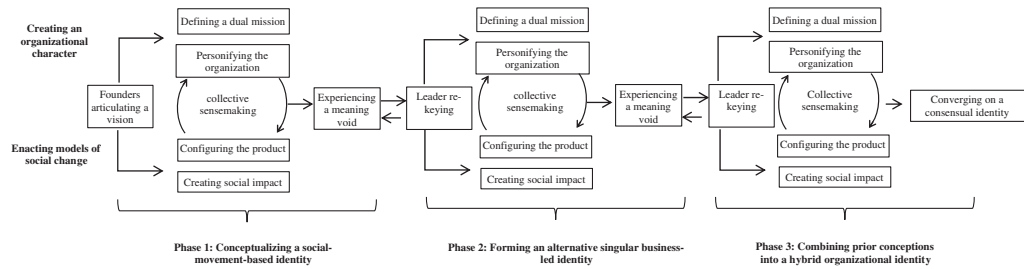 Creating an
organizational
character
Enacting models of
social change
Founders
articulating a
vision
Defining a dual mission
Personifying the
organization
collective
sensemaking
Configuring the product
Creating social impact
Experiencing
a meaning
void
Leader re-
keying
Defining a dual mission
Personifying the
organization
collective
sensemaking
Configuring the product
Creating social impact
Experiencing
a meaning
void
Leader re-
keying
Defining a dual mission
Personifying the
organization
Collective
sensemaking
Configuring the product
Creating social impact
Converging on a
consensual identity
Phase 1: Conceptualizing a social-
movement-based identity
Phase 2: Forming an alternative singular business-
led identity
Phase 3: Combining prior conceptions
into a hybrid organizational identity